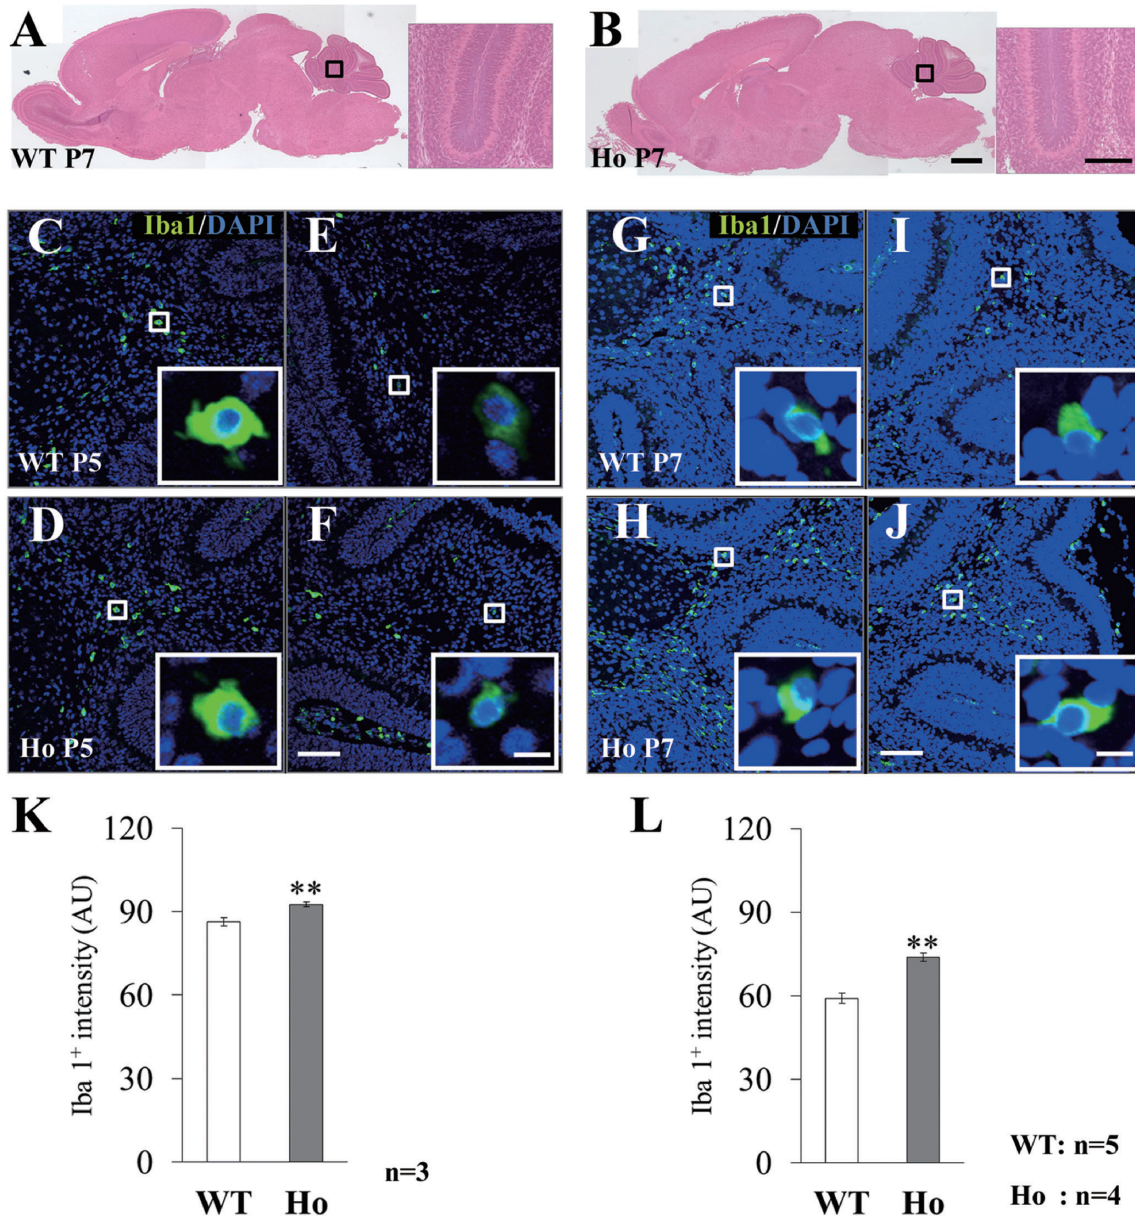 A
WT P7
B
Ho P7
C
Iba1/DAPI
E
WT P5
G
Iba1/DAPI
I
WT P7
D
F
Ho P5
H
J
Ho P7
K
Iba 1⁺ intensity (AU)
120
90
60
30
0
**
WT
Ho
n=3
L
Iba 1⁺ intensity (AU)
120
90
60
30
0
**
WT
Ho
WT: n=5
Ho : n=4